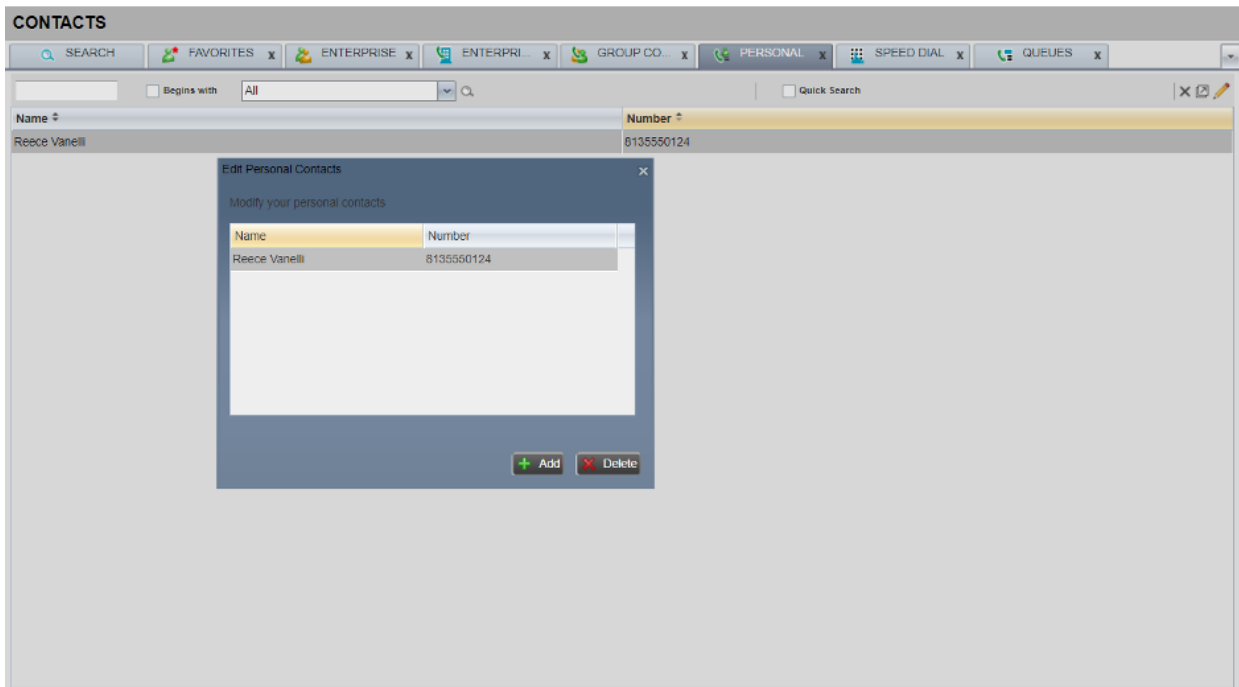 CONTACTS
SEARCH FAVORITES x ENTERPRISE x ENTERPRI... x GROUP CO... x PERSONAL x SPEED DIAL x QUEUES x
Begins with All Quick Search
Name Number
Reece Vanelli 8135550124
Edit Personal Contacts
Modify your personal contacts
Name Number
Reece Vanelli 8135550124
Add Delete